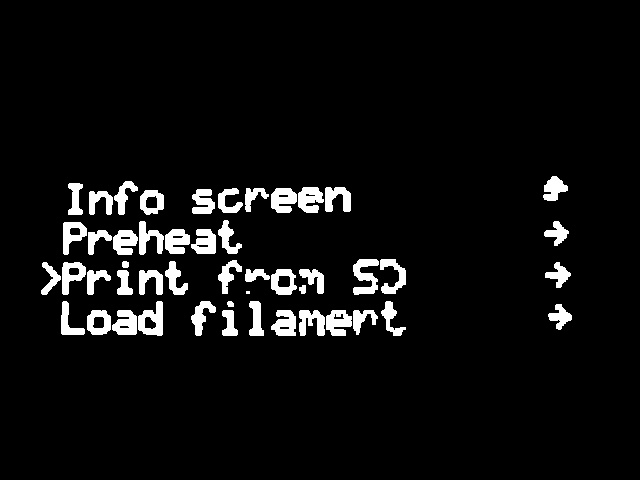 Info screen
Preheat →
>Print from SD →
Load filament →